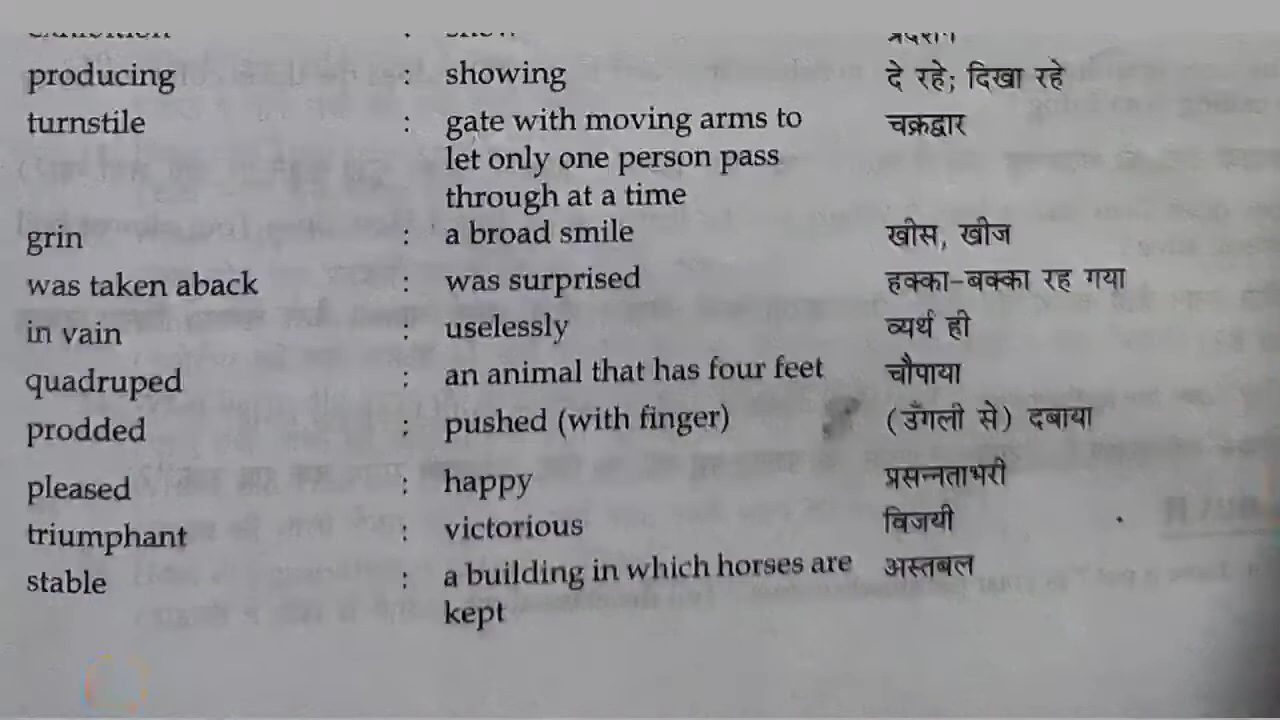 producing : showing दे रहे; दिखा रहे
turnstile : gate with moving arms to चक्रद्वार
let only one person pass
through at a time
grin : a broad smile खीस, खीज
was taken aback : was surprised हक्का-बक्का रह गया
in vain : uselessly व्यर्थ ही
quadruped : an animal that has four feet चौपाया
prodded : pushed (with finger) (उँगली से) दबाया
pleased : happy प्रसन्नताभरी
triumphant : victorious विजयी
stable : a building in which horses are अस्तबल
kept